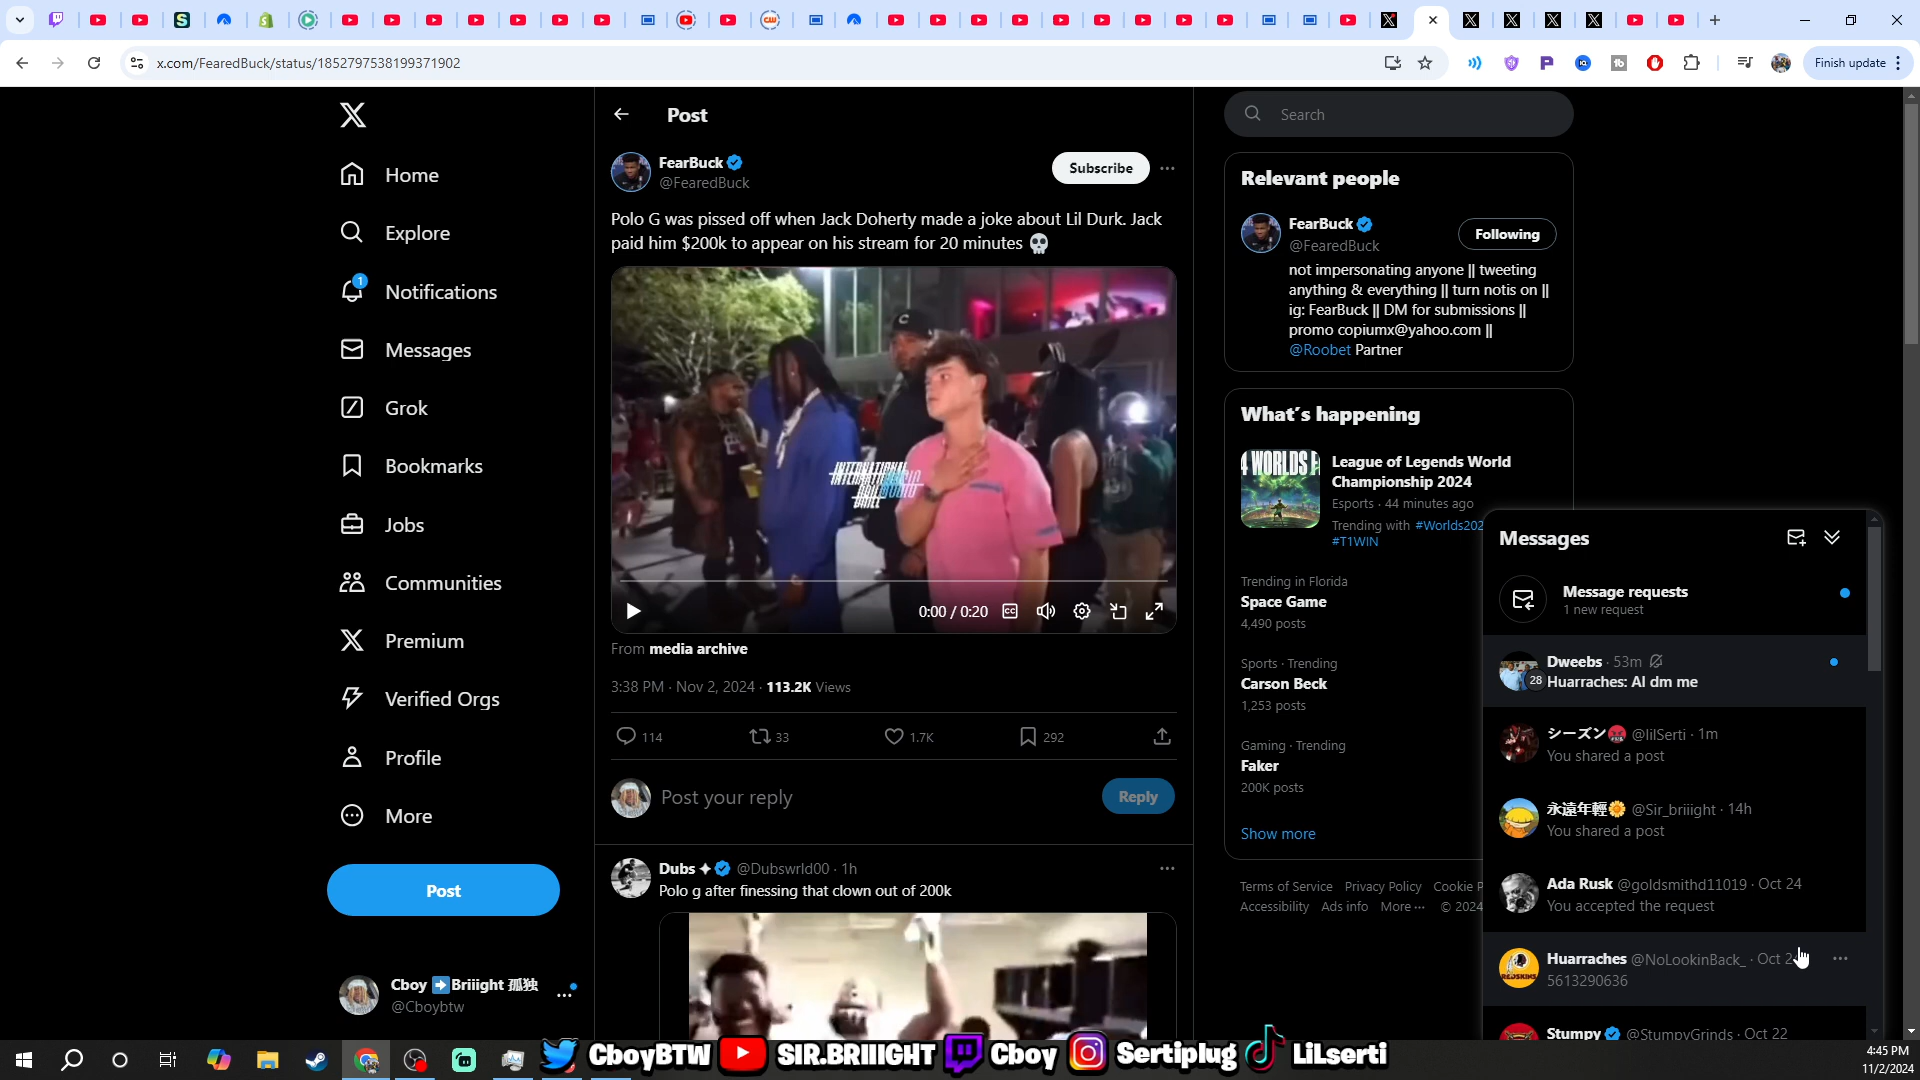 x.com/FearedBuck/status/1852797538199371902
Finish update
Post
Search
Home
Explore
1
Notifications
Messages
Grok
Bookmarks
Jobs
Communities
Premium
Verified Orgs
Profile
More
Post
Cboy ➡️Briiight 孤独
@Cboybtw
FearBuck
@FearedBuck
Subscribe
Polo G was pissed off when Jack Doherty made a joke about Lil Durk. Jack
paid him $200k to appear on his stream for 20 minutes 💀
0:00 / 0:20
From media archive
3:38 PM · Nov 2, 2024 · 113.2K Views
114
33
1.7K
292
Post your reply
Reply
Dubs ✦ @Dubswrld00 · 1h
Polo g after finessing that clown out of 200k
Relevant people
FearBuck
@FearedBuck
Following
not impersonating anyone || tweeting
anything & everything || turn notis on ||
ig: FearBuck || DM for submissions ||
promo copiumx@yahoo.com ||
@Roobet Partner
What's happening
League of Legends World
Championship 2024
Esports · 44 minutes ago
Trending with #Worlds202
#T1WIN
Trending in Florida
Space Game
4,490 posts
Sports · Trending
Carson Beck
1,253 posts
Gaming · Trending
Faker
200K posts
Show more
Terms of Service Privacy Policy Cookie P
Accessibility Ads info More ··· © 2024
Messages
Message requests
1 new request
Dweebs · 53m
28
Huarraches: Al dm me
シーズン @lilSerti · 1m
You shared a post
永遠年輕🌼 @Sir_briiight · 14h
You shared a post
Ada Rusk @goldsmithd11019 · Oct 24
You accepted the request
Huarraches @NoLookinBack_ · Oct 2
5613290636
Stumpy @StumpyGrinds · Oct 22
CboyBTW SIR.BRIIIGHT Cboy Sertiplug LiLserti
4:45 PM
11/2/2024